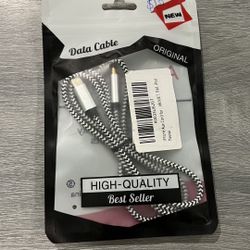 NEW
Data Cable
ORIGINAL
HIGH-QUALITY
Best Seller